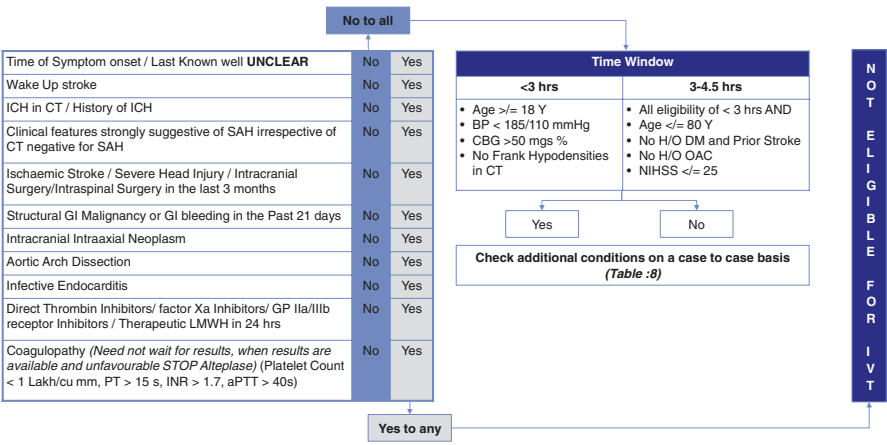 No to all
Time of Symptom onset / Last Known well UNCLEAR No Yes
Wake Up stroke No Yes
ICH in CT / History of ICH No Yes
Clinical features strongly suggestive of SAH irrespective of
CT negative for SAH No Yes
Ischaemic Stroke / Severe Head Injury / Intracranial
Surgery/Intraspinal Surgery in the last 3 months No Yes
Structural GI Malignancy or GI bleeding in the Past 21 days No Yes
Intracranial Intraaxial Neoplasm No Yes
Aortic Arch Dissection No Yes
Infective Endocarditis No Yes
Direct Thrombin Inhibitors/ factor Xa Inhibitors/ GP IIa/IIIb
receptor Inhibitors / Therapeutic LMWH in 24 hrs No Yes
Coagulopathy (Need not wait for results, when results are
available and unfavourable STOP Alteplase) (Platelet Count
< 1 Lakh/cu mm, PT > 15 s, INR > 1.7, aPTT > 40s) No Yes
Yes to any
Time Window
<3 hrs
• Age >/= 18 Y
• BP < 185/110 mmHg
• CBG >50 mgs %
• No Frank Hypodensities
in CT
3-4.5 hrs
• All eligibility of < 3 hrs AND
• Age </= 80 Y
• No H/O DM and Prior Stroke
• No H/O OAC
• NIHSS </= 25
Yes
No
Check additional conditions on a case to case basis
(Table :8)
NOT ELIGIBLE FOR IVT